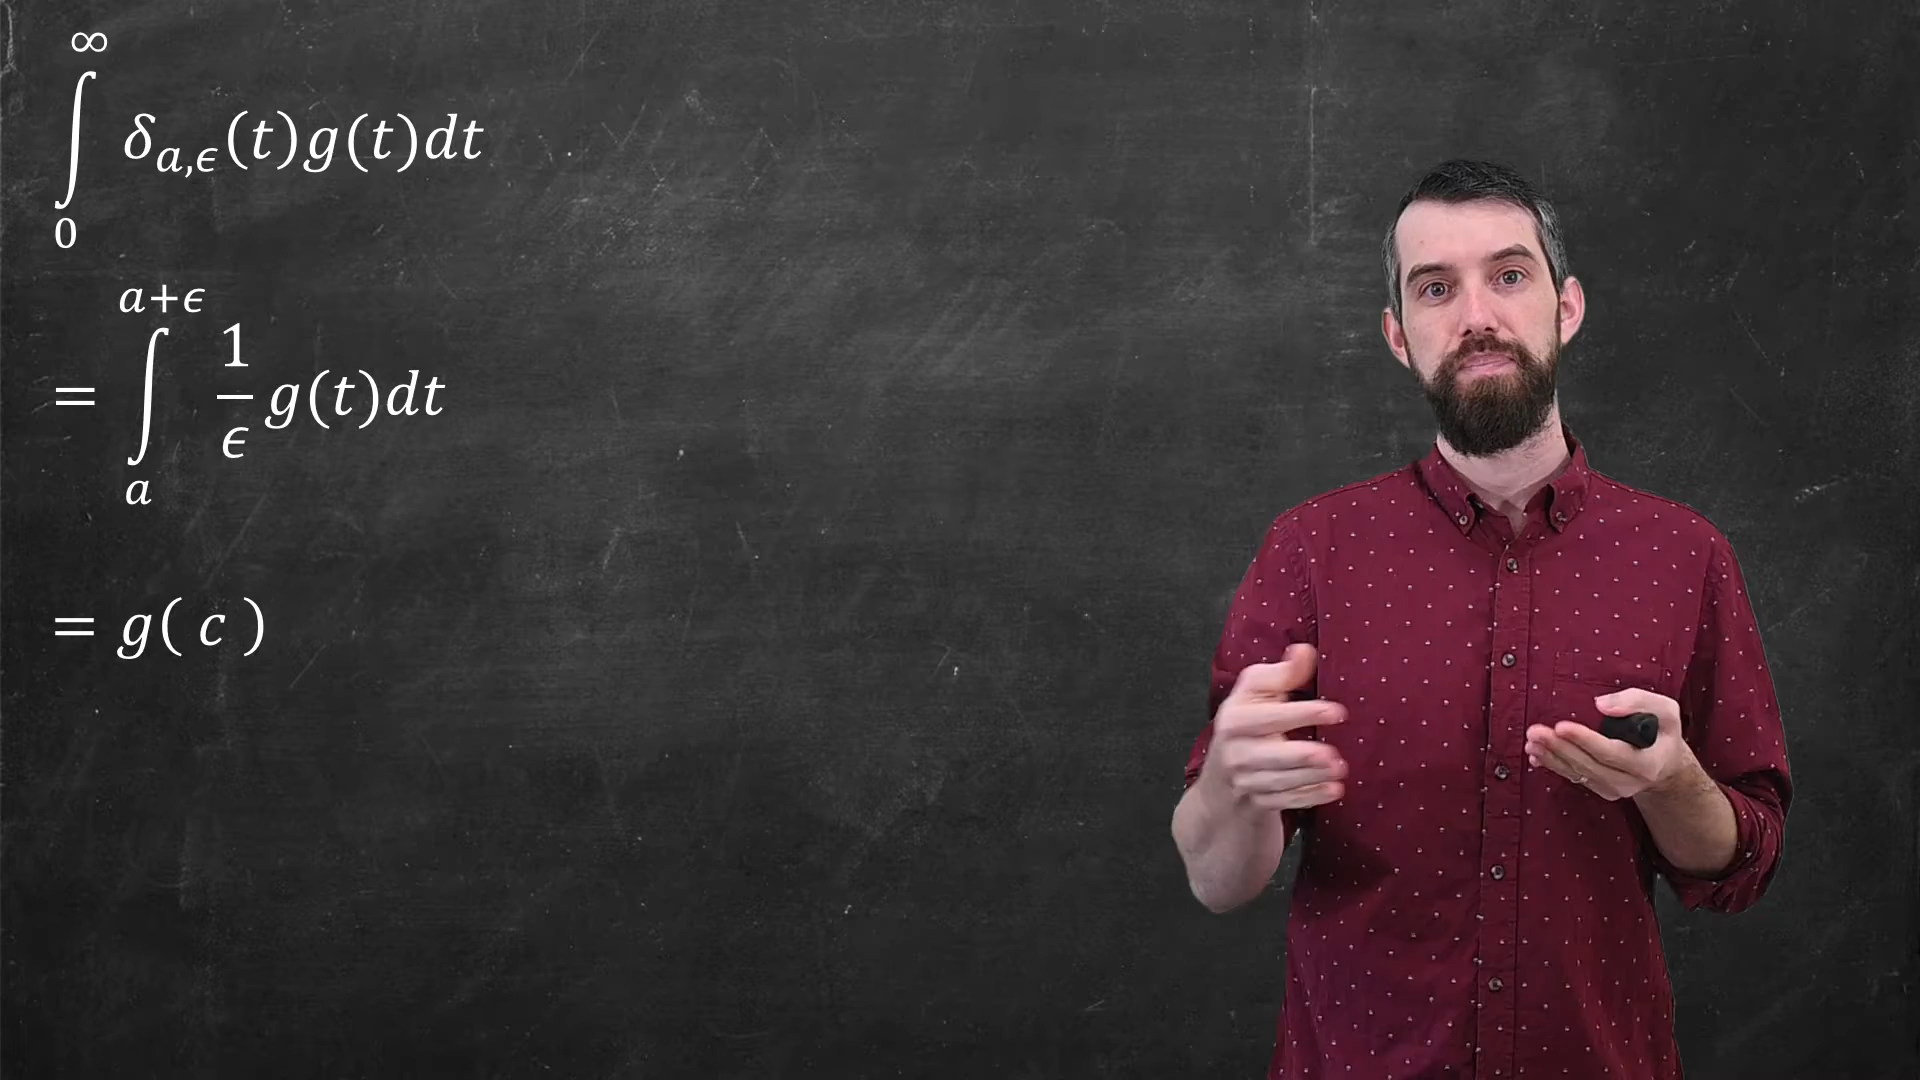 ∞
∫ δ_{a,ϵ}(t)g(t)dt
0
a+ϵ
= ∫ 1/ϵ g(t)dt
a
= g( c )